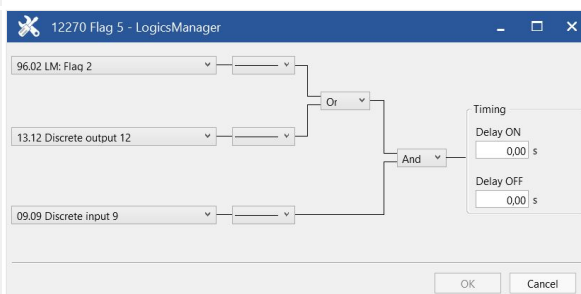 12270 Flag 5 - LogicsManager
96.02 LM: Flag 2
Or
Timing
13.12 Discrete output 12
Delay ON
0,00 s
And
Delay OFF
0,00 s
09.09 Discrete input 9
OK Cancel